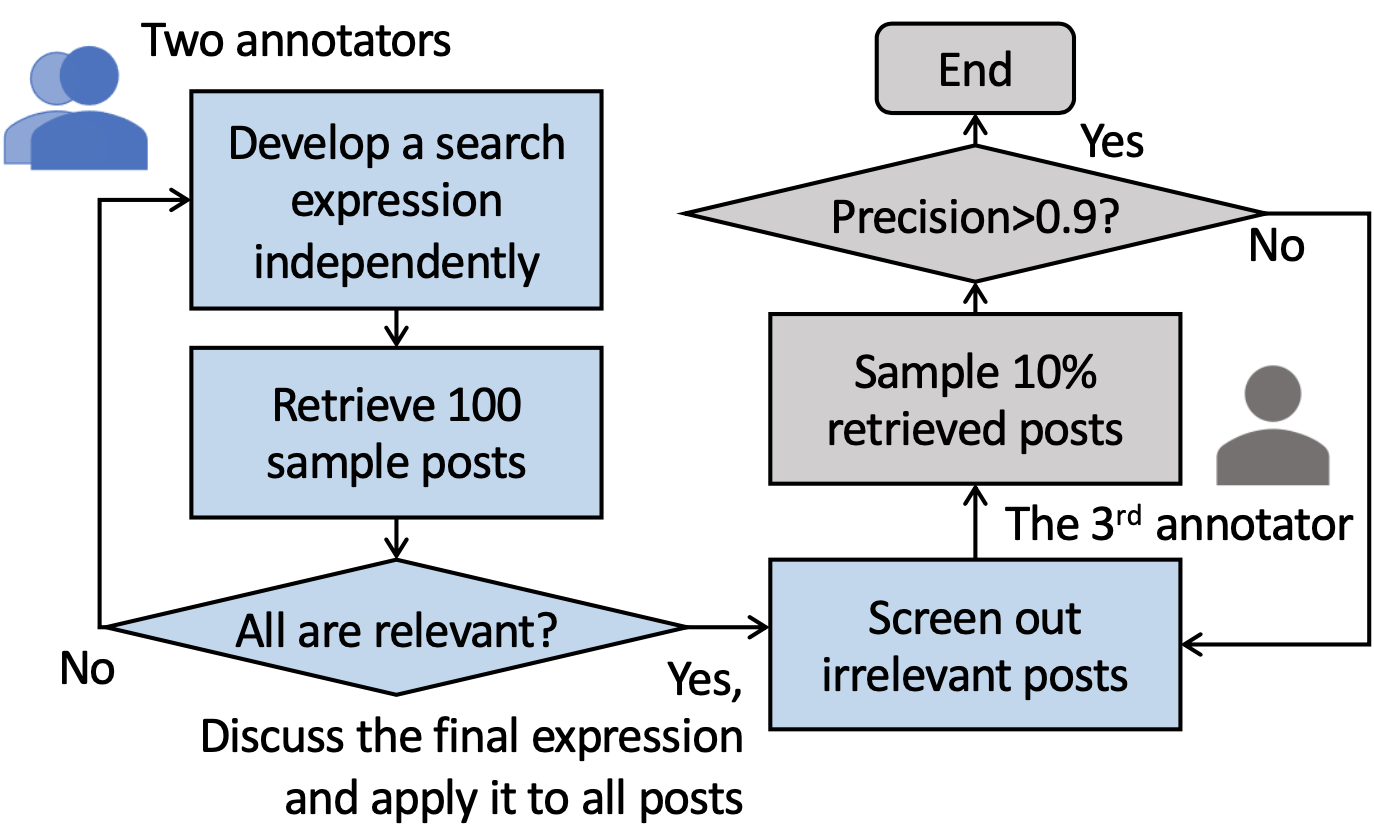 Two annotators
Develop a search
expression
independently
Retrieve 100
sample posts
All are relevant?
No
Yes,
Discuss the final expression
and apply it to all posts
Screen out
irrelevant posts
The 3rd annotator
Sample 10%
retrieved posts
Precision>0.9?
No
Yes
End